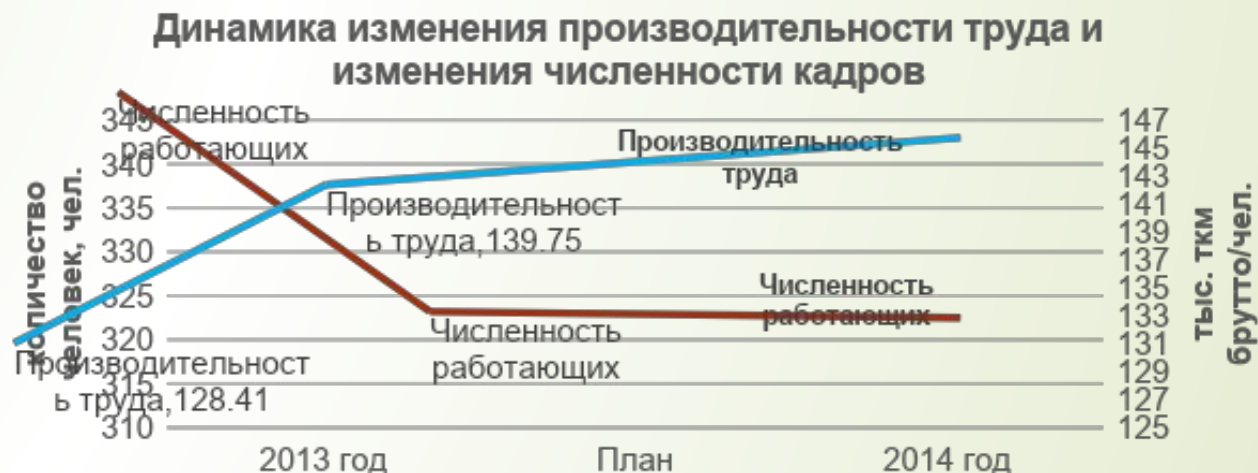 Динамика изменения производительности труда и
изменения численности кадров
Численность
работающих
345
340
335
330
325
320
315
310
количество
человек, чел.
Производительность
труда
Производительност
ь труда,139.75
Численность
работающих
Численность
работающих
Производительност
ь труда,128.41
147
145
143
141
139
137
135
133
131
129
127
125
тыс. ткм
брутто/чел.
2013 год
План
2014 год